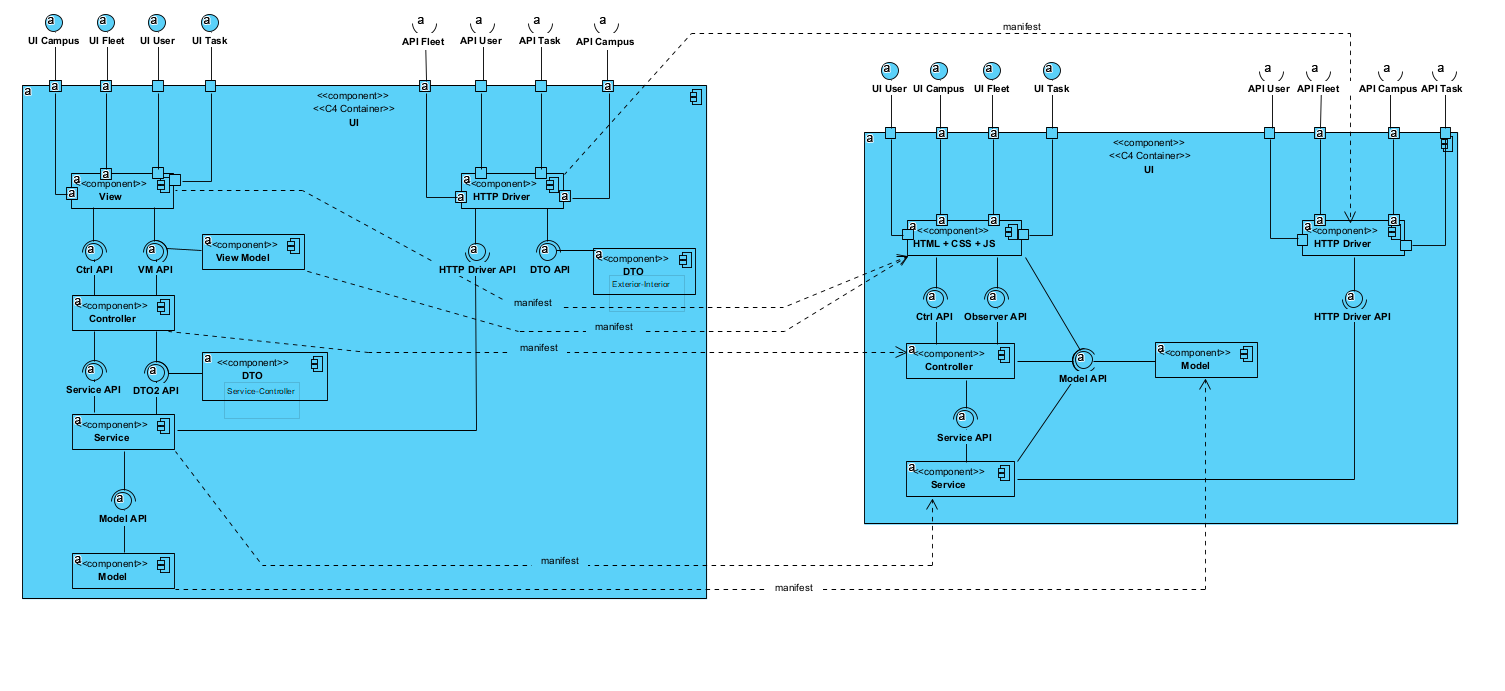 a a a a
UI Campus UI Fleet UI User UI Task
a a a a
API Fleet API User API Task API Campus
manifest
a a a a
UI User UI Campus UI Fleet UI Task
a a a a
API User API Fleet API Campus API Task
a a a a
a
<<component>>
<<C4 Container>>
UI
a a a a
a
<<component>>
<<C4 Container>>
UI
a a
<<component>>
View
a
a
<<component>>
HTTP Driver
a a
a a
a
<<component>>
HTML + CSS + JS
a a
a
<<component>>
HTTP Driver
a
Ctrl API
a
VM API
a
<<component>>
View Model
a
HTTP Driver API
a
DTO API
a
<<component>>
DTO
Exterior-Interior
manifest
manifest
manifest
a
<<component>>
Controller
a
Ctrl API
a
Observer API
a
HTTP Driver API
a
Service API
a
DTO2 API
a
<<component>>
DTO
Service-Controller
a
<<component>>
Controller
a
Model API
a
<<component>>
Model
a
<<component>>
Service
a
Service API
a
<<component>>
Service
a
Model API
manifest
a
<<component>>
Model
manifest